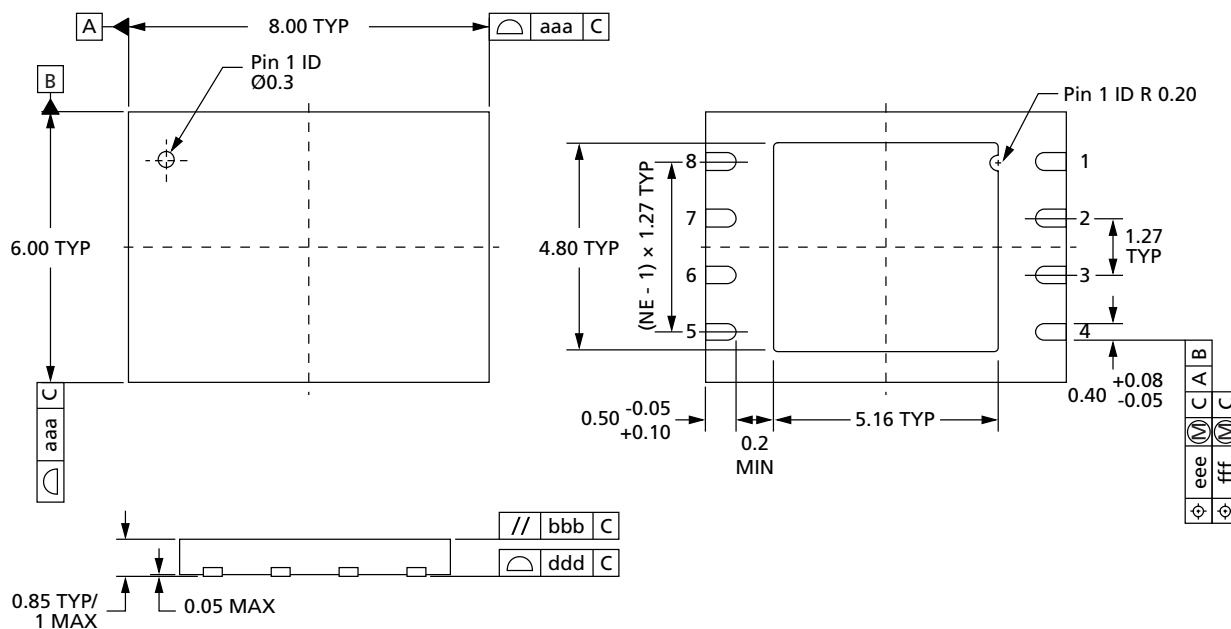 A
8.00 TYP
aaa C
Pin 1 ID
Ø0.3
B
6.00 TYP
aaa C
Pin 1 ID R 0.20
8
7
6
5
(NE - 1) × 1.27 TYP
4.80 TYP
1
2
3
4
1.27
TYP
0.40 +0.08
-0.05
0.50 -0.05
+0.10
0.2
MIN
5.16 TYP
eee Ⓜ C A B
fff Ⓜ C
// bbb C
ddd C
0.85 TYP/
1 MAX
0.05 MAX